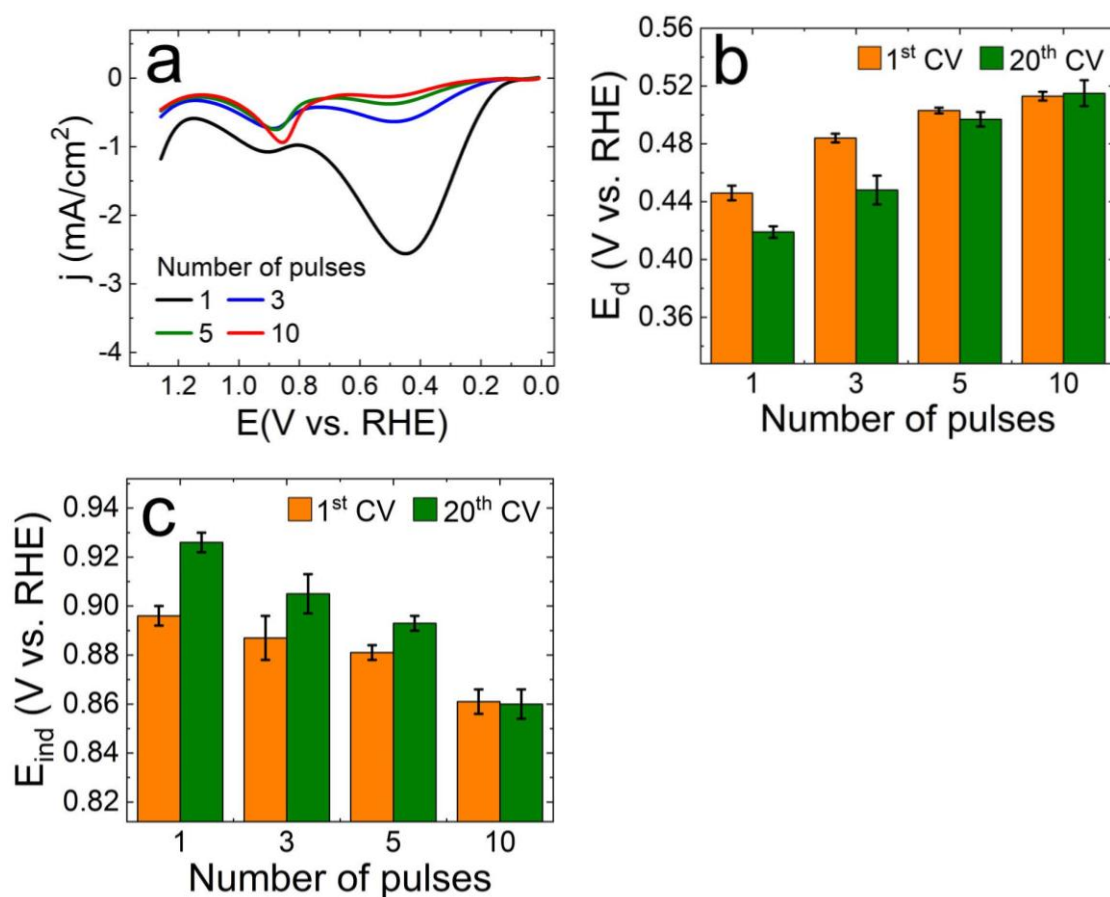 a
0
-1
-2
-3
-4
j (mA/cm²)
Number of pulses
1 3
5 10
1.2 1.0 0.8 0.6 0.4 0.2 0.0
E(V vs. RHE)
b
1ˢᵗ CV 20ᵗʰ CV
0.56
0.52
0.48
0.44
0.40
0.36
E_d (V vs. RHE)
1 3 5 10
Number of pulses
c
1ˢᵗ CV 20ᵗʰ CV
0.94
0.92
0.90
0.88
0.86
0.84
0.82
E_ind (V vs. RHE)
1 3 5 10
Number of pulses